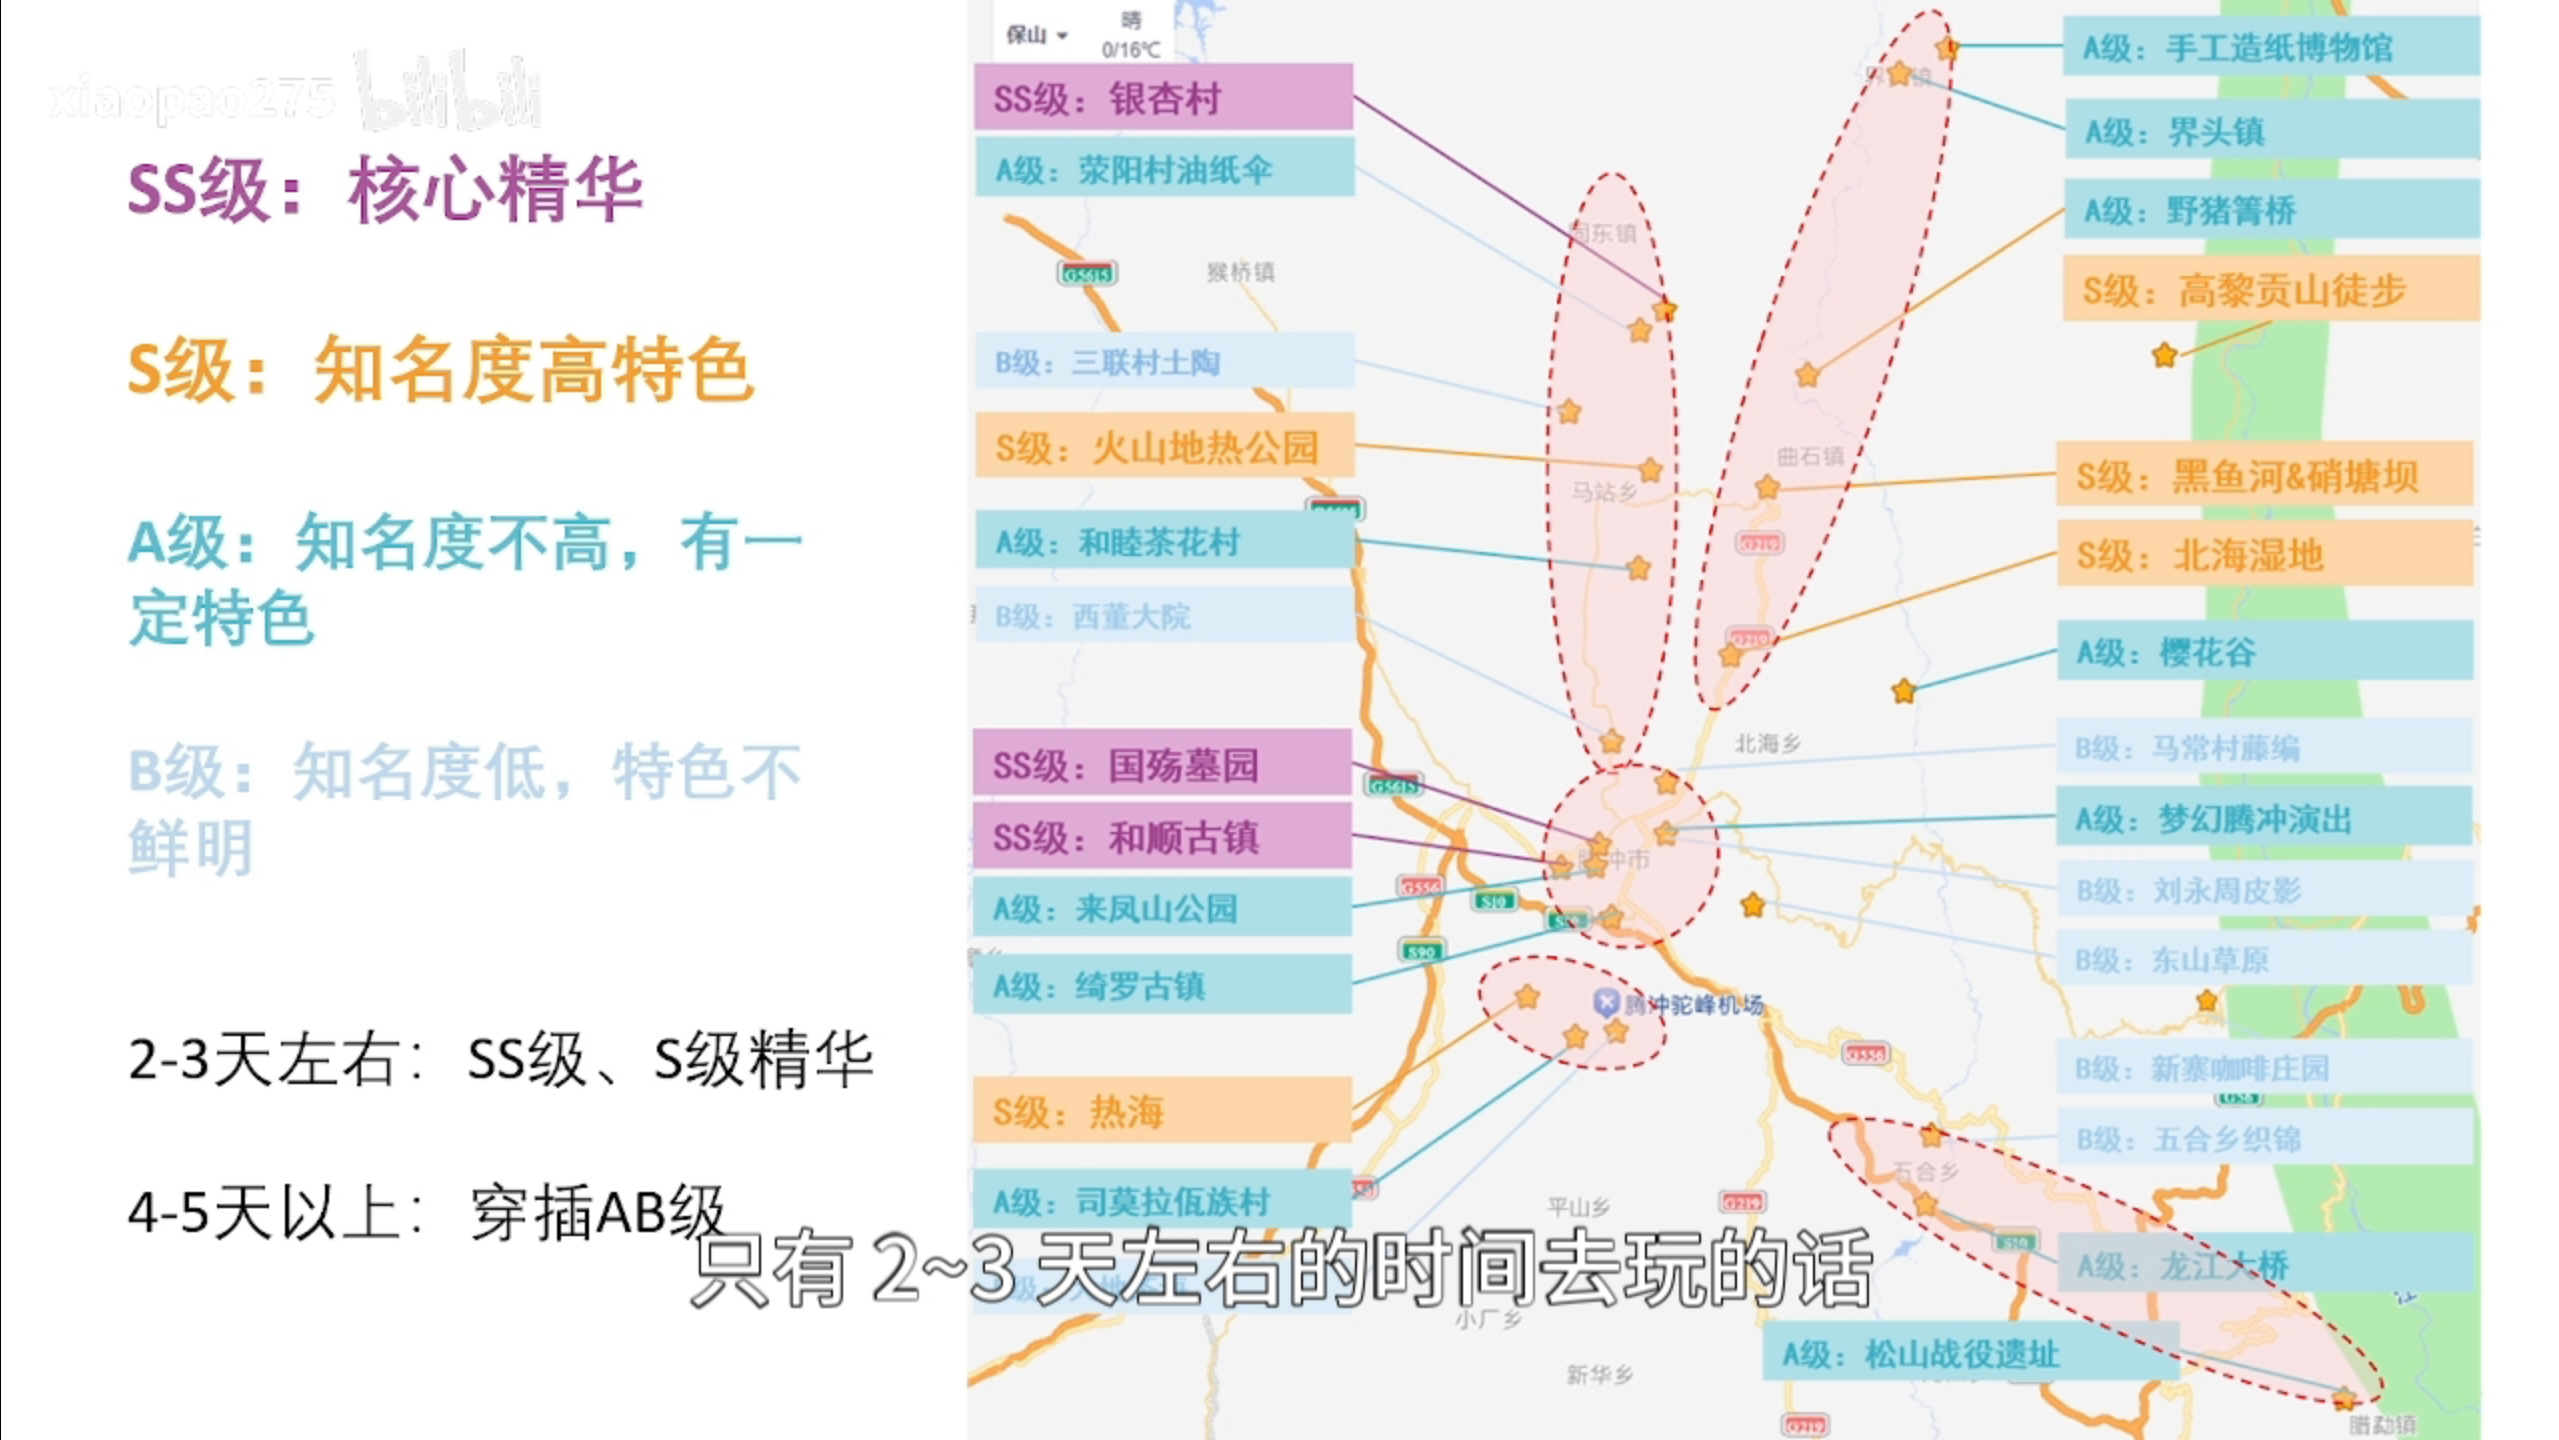 xiaopao275 bilibili
SS级：核心精华
S级：知名度高特色
A级：知名度不高，有一
定特色
B级：知名度低，特色不
鲜明
2-3天左右：SS级、S级精华
4-5天以上：穿插AB级
保山
晴
0/16℃
SS级：银杏村
A级：荥阳村油纸伞
B级：三联村土陶
S级：火山地热公园
A级：和睦茶花村
B级：西董大院
SS级：国殇墓园
SS级：和顺古镇
A级：来凤山公园
A级：绮罗古镇
S级：热海
A级：司莫拉佤族村
A级：手工造纸博物馆
A级：界头镇
A级：野猪箐桥
S级：高黎贡山徒步
S级：黑鱼河&硝塘坝
S级：北海湿地
A级：樱花谷
B级：马常村藤编
A级：梦幻腾冲演出
B级：刘永周皮影
B级：东山草原
B级：新寨咖啡庄园
B级：五合乡织锦
A级：龙江大桥
A级：松山战役遗址
G5615
猴桥镇
固东镇
马站乡
曲石镇
G219
G219
北海乡
G5615
G556
S10
S90
腾冲驼峰机场
G556
G56
五合乡
S10
G219
平山乡
小厂乡
新华乡
G219
腊勐镇
只有 2~3 天左右的时间去玩的话